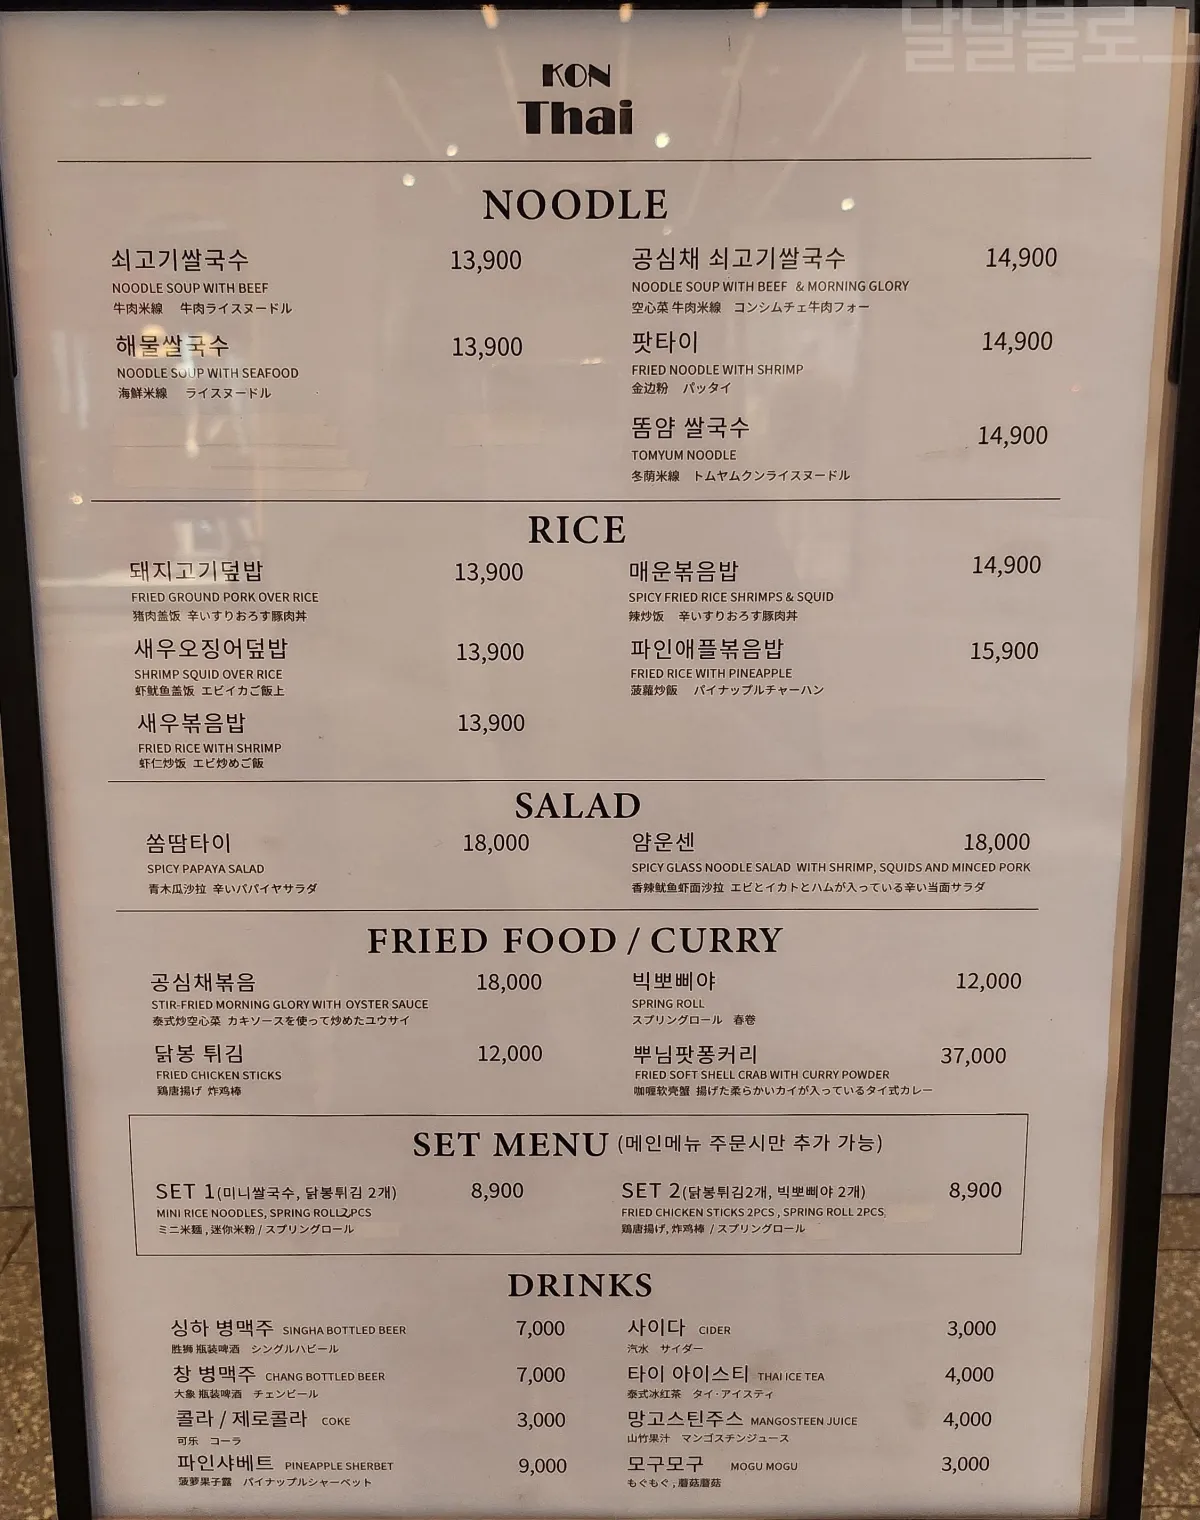 달달블로그
KON
Thai
NOODLE
쇠고기쌀국수 13,900
NOODLE SOUP WITH BEEF
牛肉米線 牛肉ライスヌードル
해물쌀국수 13,900
NOODLE SOUP WITH SEAFOOD
海鮮米線 ライスヌードル
공심채 쇠고기쌀국수 14,900
NOODLE SOUP WITH BEEF & MORNING GLORY
空心菜 牛肉米線 コンシムチェ牛肉フォー
팟타이 14,900
FRIED NOODLE WITH SHRIMP
金边粉 パッタイ
똠얌 쌀국수 14,900
TOMYUM NOODLE
冬荫米線 トムヤムクンライスヌードル
RICE
돼지고기덮밥 13,900
FRIED GROUND PORK OVER RICE
猪肉盖饭 辛いすりおろす豚肉丼
새우오징어덮밥 13,900
SHRIMP SQUID OVER RICE
虾鱿鱼盖饭 エビイカご飯上
새우볶음밥 13,900
FRIED RICE WITH SHRIMP
虾仁炒饭 エビ炒めご飯
매운볶음밥 14,900
SPICY FRIED RICE SHRIMPS & SQUID
辣炒饭 辛いすりおろす豚肉丼
파인애플볶음밥 15,900
FRIED RICE WITH PINEAPPLE
菠蘿炒飯 パイナップルチャーハン
SALAD
쏨땀타이 18,000
SPICY PAPAYA SALAD
青木瓜沙拉 辛いパパイヤサラダ
얌운센 18,000
SPICY GLASS NOODLE SALAD WITH SHRIMP, SQUIDS AND MINCED PORK
香辣鱿鱼虾面沙拉 エビとイカトとハムが入っている辛い当面サラダ
FRIED FOOD / CURRY
공심채볶음 18,000
STIR-FRIED MORNING GLORY WITH OYSTER SAUCE
泰式炒空心菜 カキソースを使って炒めたユウサイ
닭봉 튀김 12,000
FRIED CHICKEN STICKS
鶏唐揚げ 炸鸡棒
빅뽀삐야 12,000
SPRING ROLL
スプリングロール 春卷
뿌님팟퐁커리 37,000
FRIED SOFT SHELL CRAB WITH CURRY POWDER
咖喱软壳蟹 揚げた柔らかいカイが入っているタイ式カレー
SET MENU (메인메뉴 주문시만 추가 가능)
SET 1(미니쌀국수, 닭봉튀김 2개) 8,900
MINI RICE NOODLES, SPRING ROLL 2PCS
ミニ米麺 , 迷你米粉 / スプリングロール
SET 2(닭봉튀김2개, 빅뽀삐야 2개) 8,900
FRIED CHICKEN STICKS 2PCS , SPRING ROLL 2PCS
鶏唐揚げ, 炸鸡棒 / スプリングロール
DRINKS
싱하 병맥주 SINGHA BOTTLED BEER 7,000
胜狮 瓶装啤酒 シングルハビール
창 병맥주 CHANG BOTTLED BEER 7,000
大象 瓶装啤酒 チェンビール
콜라 / 제로콜라 COKE 3,000
可乐 コーラ
파인샤베트 PINEAPPLE SHERBET 9,000
菠萝果子露 パイナップルシャーベット
사이다 CIDER 3,000
汽水 サイダー
타이 아이스티 THAI ICE TEA 4,000
泰式冰红茶 タイ·アイスティ
망고스틴주스 MANGOSTEEN JUICE 4,000
山竹果汁 マンゴスチンジュース
모구모구 MOGU MOGU 3,000
もぐもぐ , 蘑菇蘑菇